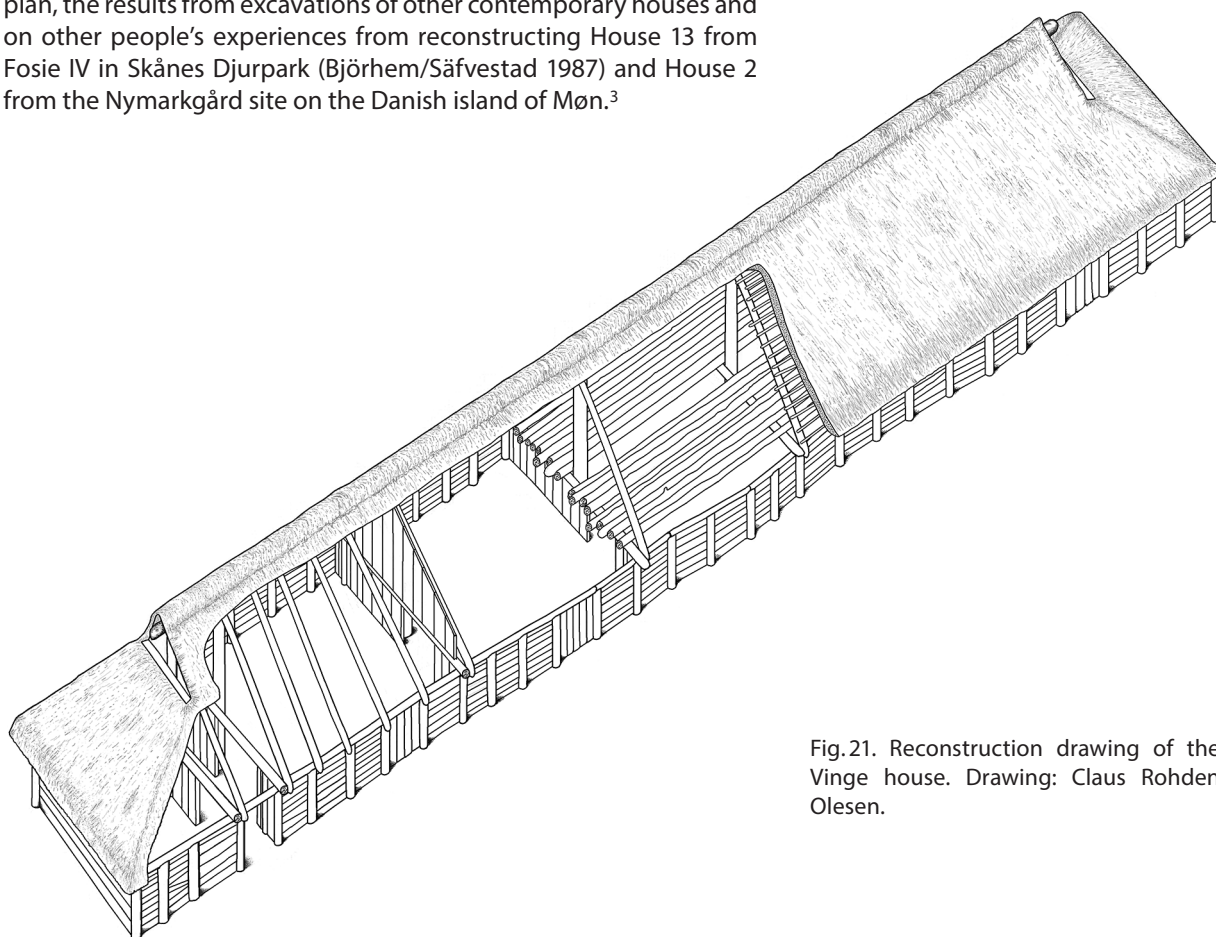 plan, the results from excavations of other contemporary houses and
on other people's experiences from reconstructing House 13 from
Fosie IV in Skånes Djurpark (Björhem/Säfvestad 1987) and House 2
from the Nymarkgård site on the Danish island of Møn.³
Fig. 21. Reconstruction drawing of the
Vinge house. Drawing: Claus Rohden
Olesen.